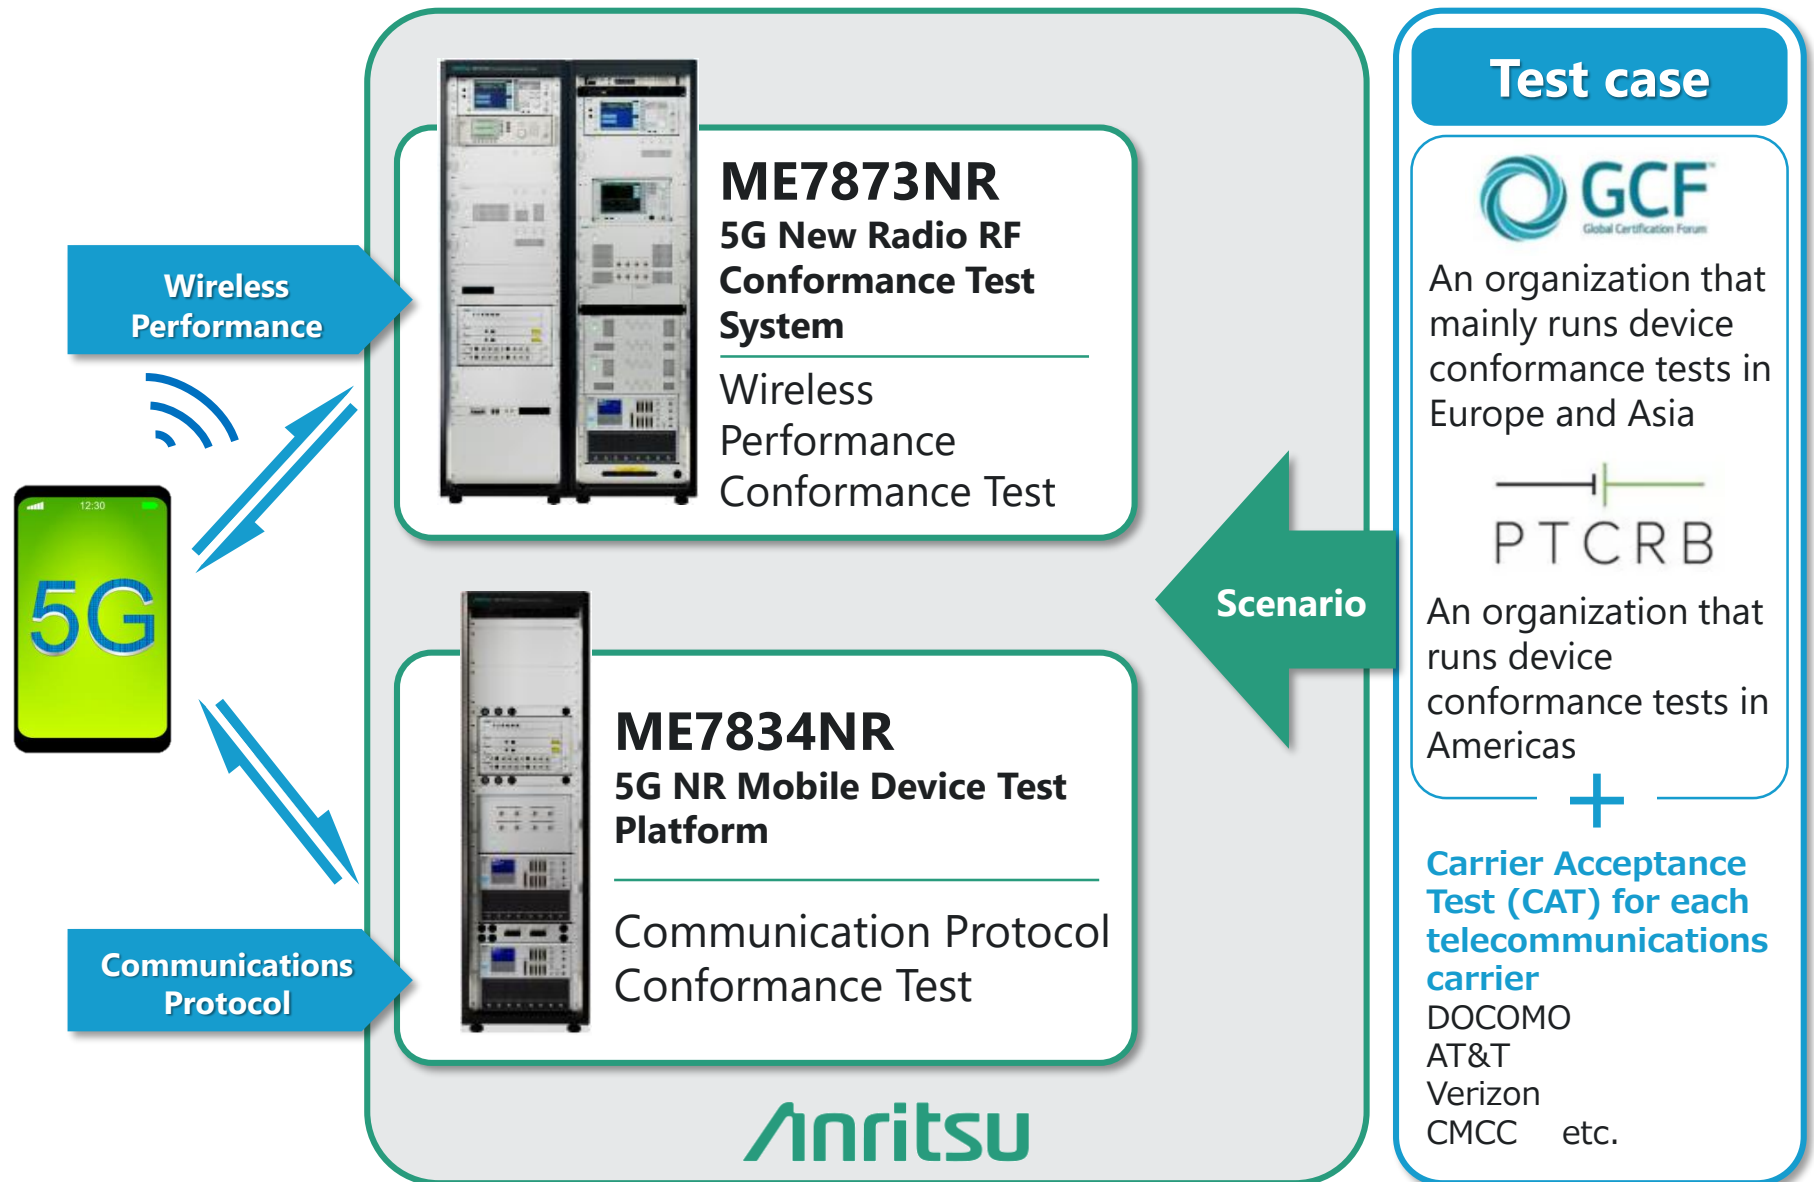 Wireless
Performance
12:30
5G
Communications
Protocol
ME7873NR
5G New Radio RF
Conformance Test
System
Wireless
Performance
Conformance Test
ME7834NR
5G NR Mobile Device Test
Platform
Communication Protocol
Conformance Test
Anritsu
Scenario
Test case
GCF™
Global Certification Forum
An organization that
mainly runs device
conformance tests in
Europe and Asia
PTCRB
An organization that
runs device
conformance tests in
Americas
+
Carrier Acceptance
Test (CAT) for each
telecommunications
carrier
DOCOMO
AT&T
Verizon
CMCC etc.